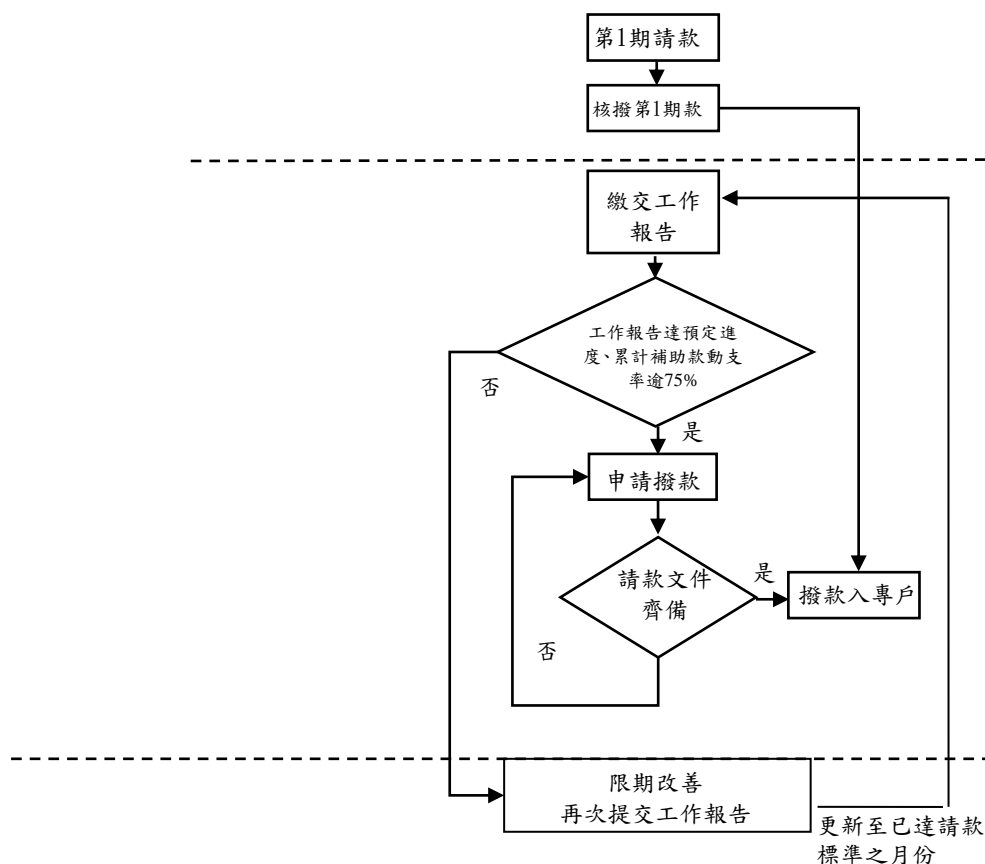 第1期請款
核撥第1期款
繳交工作
報告
工作報告達預定進
度、累計補助款動支
率逾75%
否
是
申請撥款
請款文件
齊備
是
撥款入專戶
否
限期改善
再次提交工作報告
更新至已達請款
標準之月份